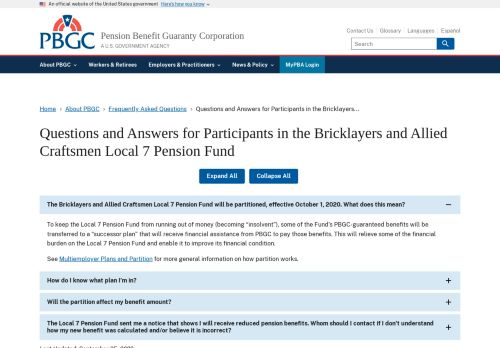 An official website of the United States government Here's how you know
PBGC
Pension Benefit Guaranty Corporation
A U.S. GOVERNMENT AGENCY
Contact Us Glossary Languages Español
Search
About PBGC Workers & Retirees Employers & Practitioners News & Policy MyPBA Login
Home › About PBGC › Frequently Asked Questions › Questions and Answers for Participants in the Bricklayers...
Questions and Answers for Participants in the Bricklayers and Allied
Craftsmen Local 7 Pension Fund
Expand All Collapse All
The Bricklayers and Allied Craftsmen Local 7 Pension Fund will be partitioned, effective October 1, 2020. What does this mean?
To keep the Local 7 Pension Fund from running out of money (becoming “insolvent”), some of the Fund's PBGC-guaranteed benefits will be
transferred to a “successor plan” that will receive financial assistance from PBGC to pay those benefits. This will relieve some of the financial
burden on the Local 7 Pension Fund and enable it to improve its financial condition.
See Multiemployer Plans and Partition for more general information on how partition works.
How do I know what plan I'm in?
Will the partition affect my benefit amount?
The Local 7 Pension Fund sent me a notice that shows I will receive reduced pension benefits. Whom should I contact if I don't understand
how my new benefit was calculated and/or believe it is incorrect?